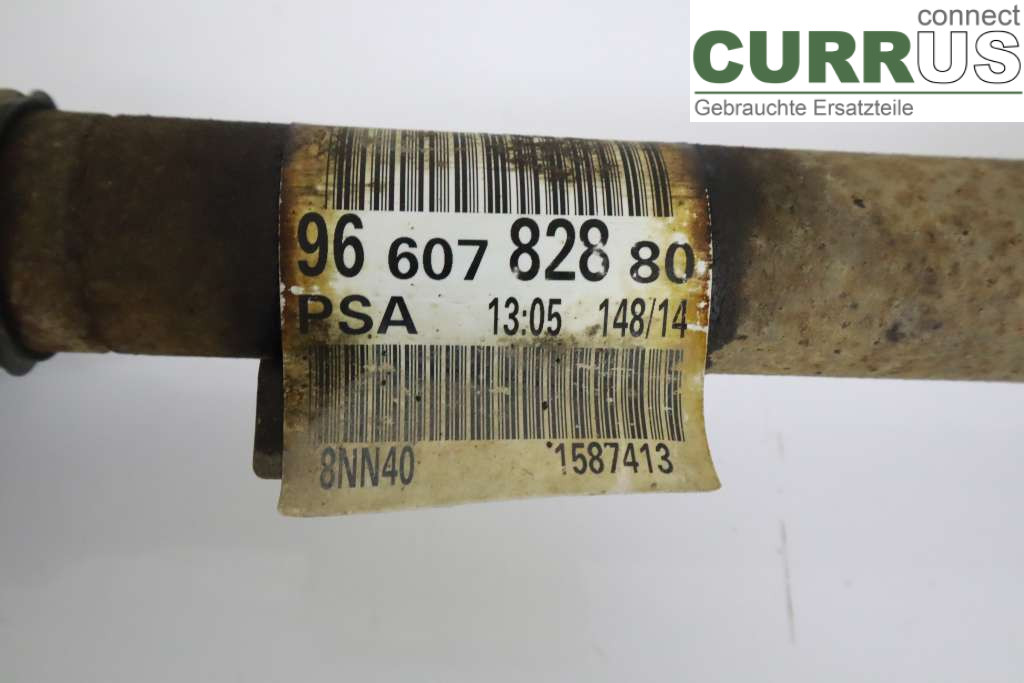 connect
CURRUS
Gebrauchte Ersatzteile
96 607 828 80
PSA 13:05 148/14
8NN40 1587413